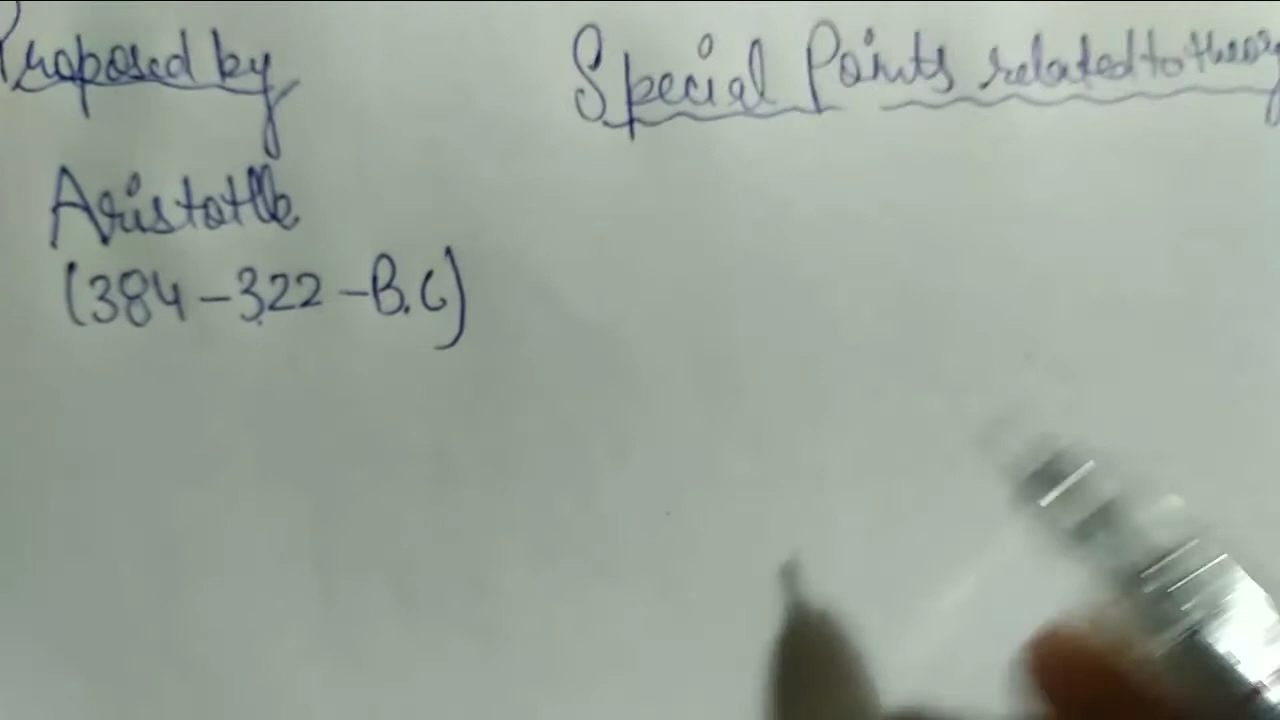 Proposed by
Special Points related to theory
Aristotle
(384-322-B.C)